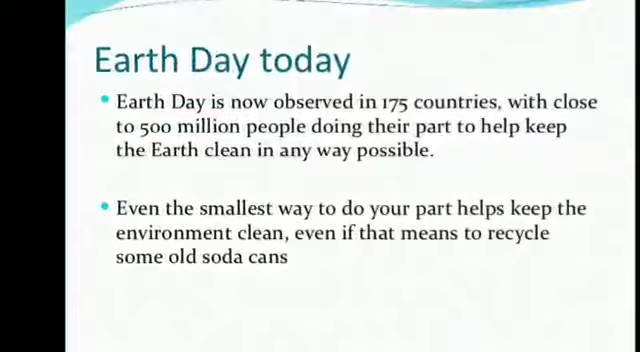 Earth Day today
Earth Day is now observed in 175 countries, with close
to 500 million people doing their part to help keep
the Earth clean in any way possible.
Even the smallest way to do your part helps keep the
environment clean, even if that means to recycle
some old soda cans